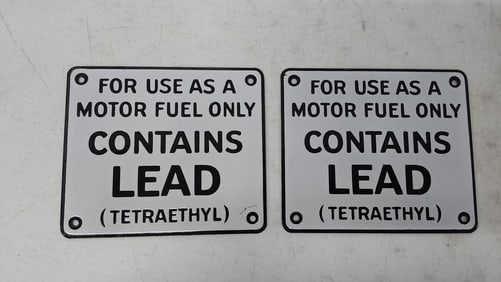 FOR USE AS A
MOTOR FUEL ONLY
CONTAINS
LEAD
(TETRAETHYL)
FOR USE AS A
MOTOR FUEL ONLY
CONTAINS
LEAD
(TETRAETHYL)